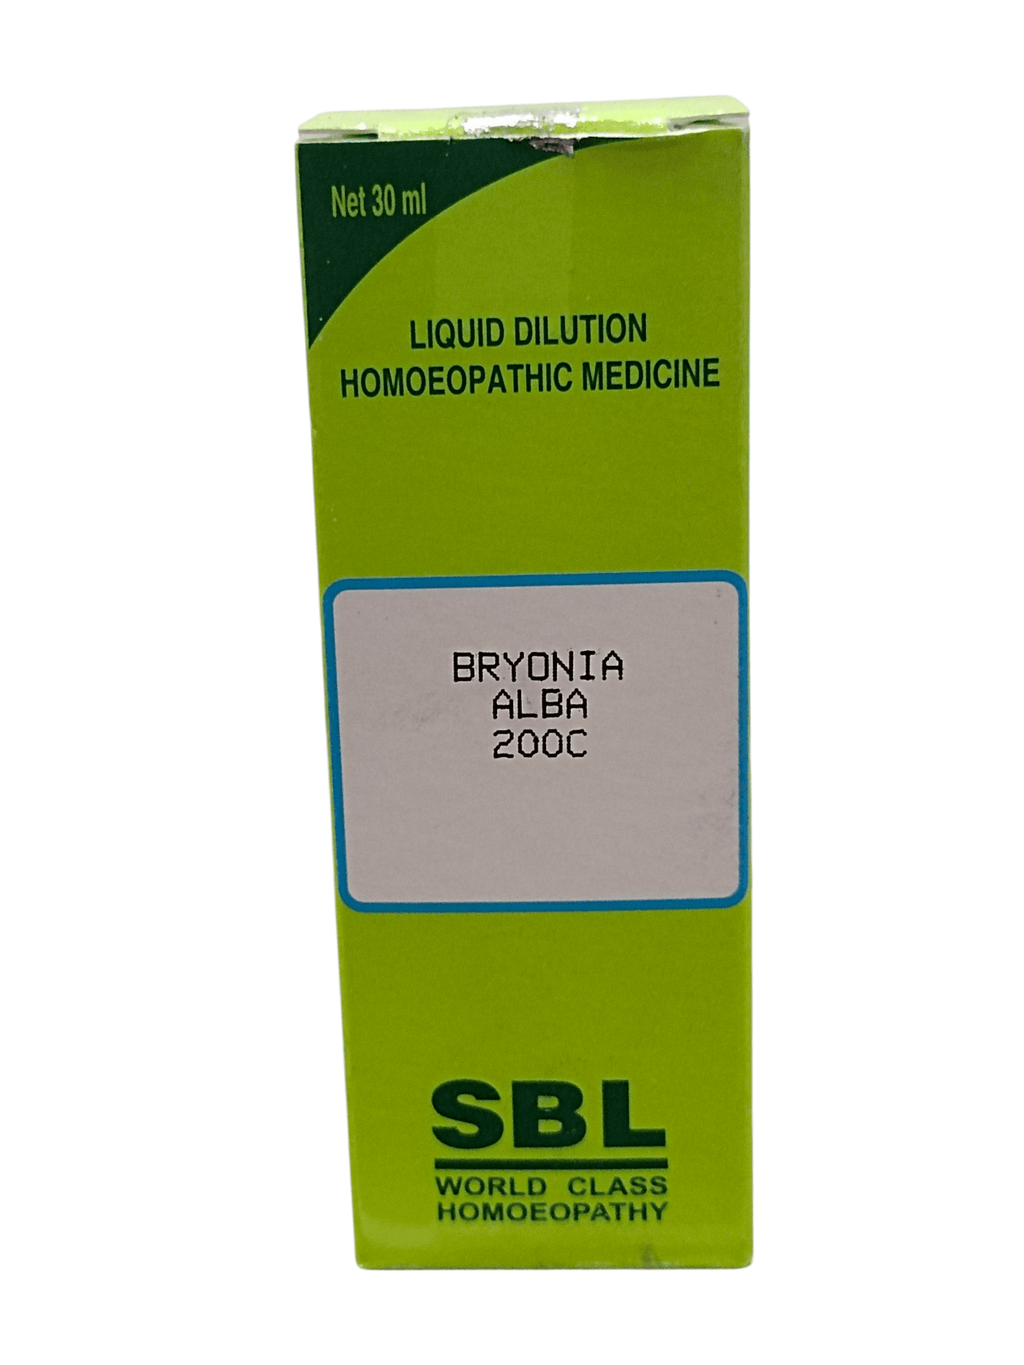 Net 30 ml
LIQUID DILUTION
HOMOEOPATHIC MEDICINE
BRYONIA
ALBA
200C
SBL
WORLD CLASS
HOMOEOPATHY